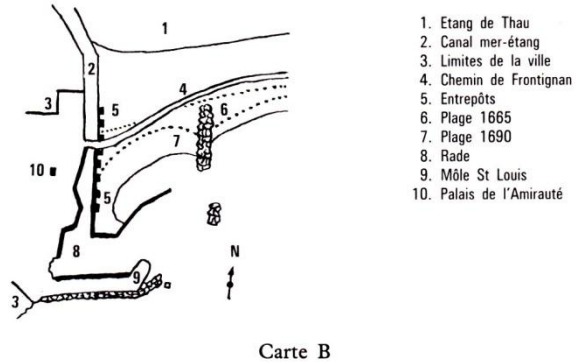 1
2
3
4
5
6
7
10
5
8
9
3
N
1. Etang de Thau
2. Canal mer-étang
3. Limites de la ville
4. Chemin de Frontignan
5. Entrepôts
6. Plage 1665
7. Plage 1690
8. Rade
9. Môle St Louis
10. Palais de l'Amirauté
Carte B